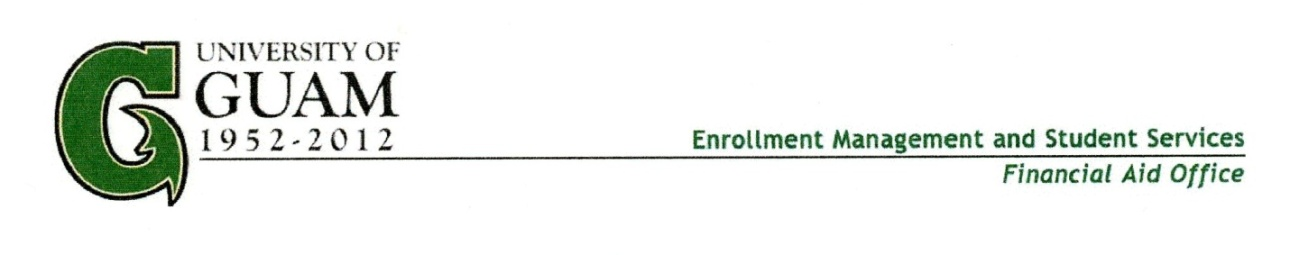 UNIVERSITY OF
GUAM
1952-2012
Enrollment Management and Student Services
Financial Aid Office